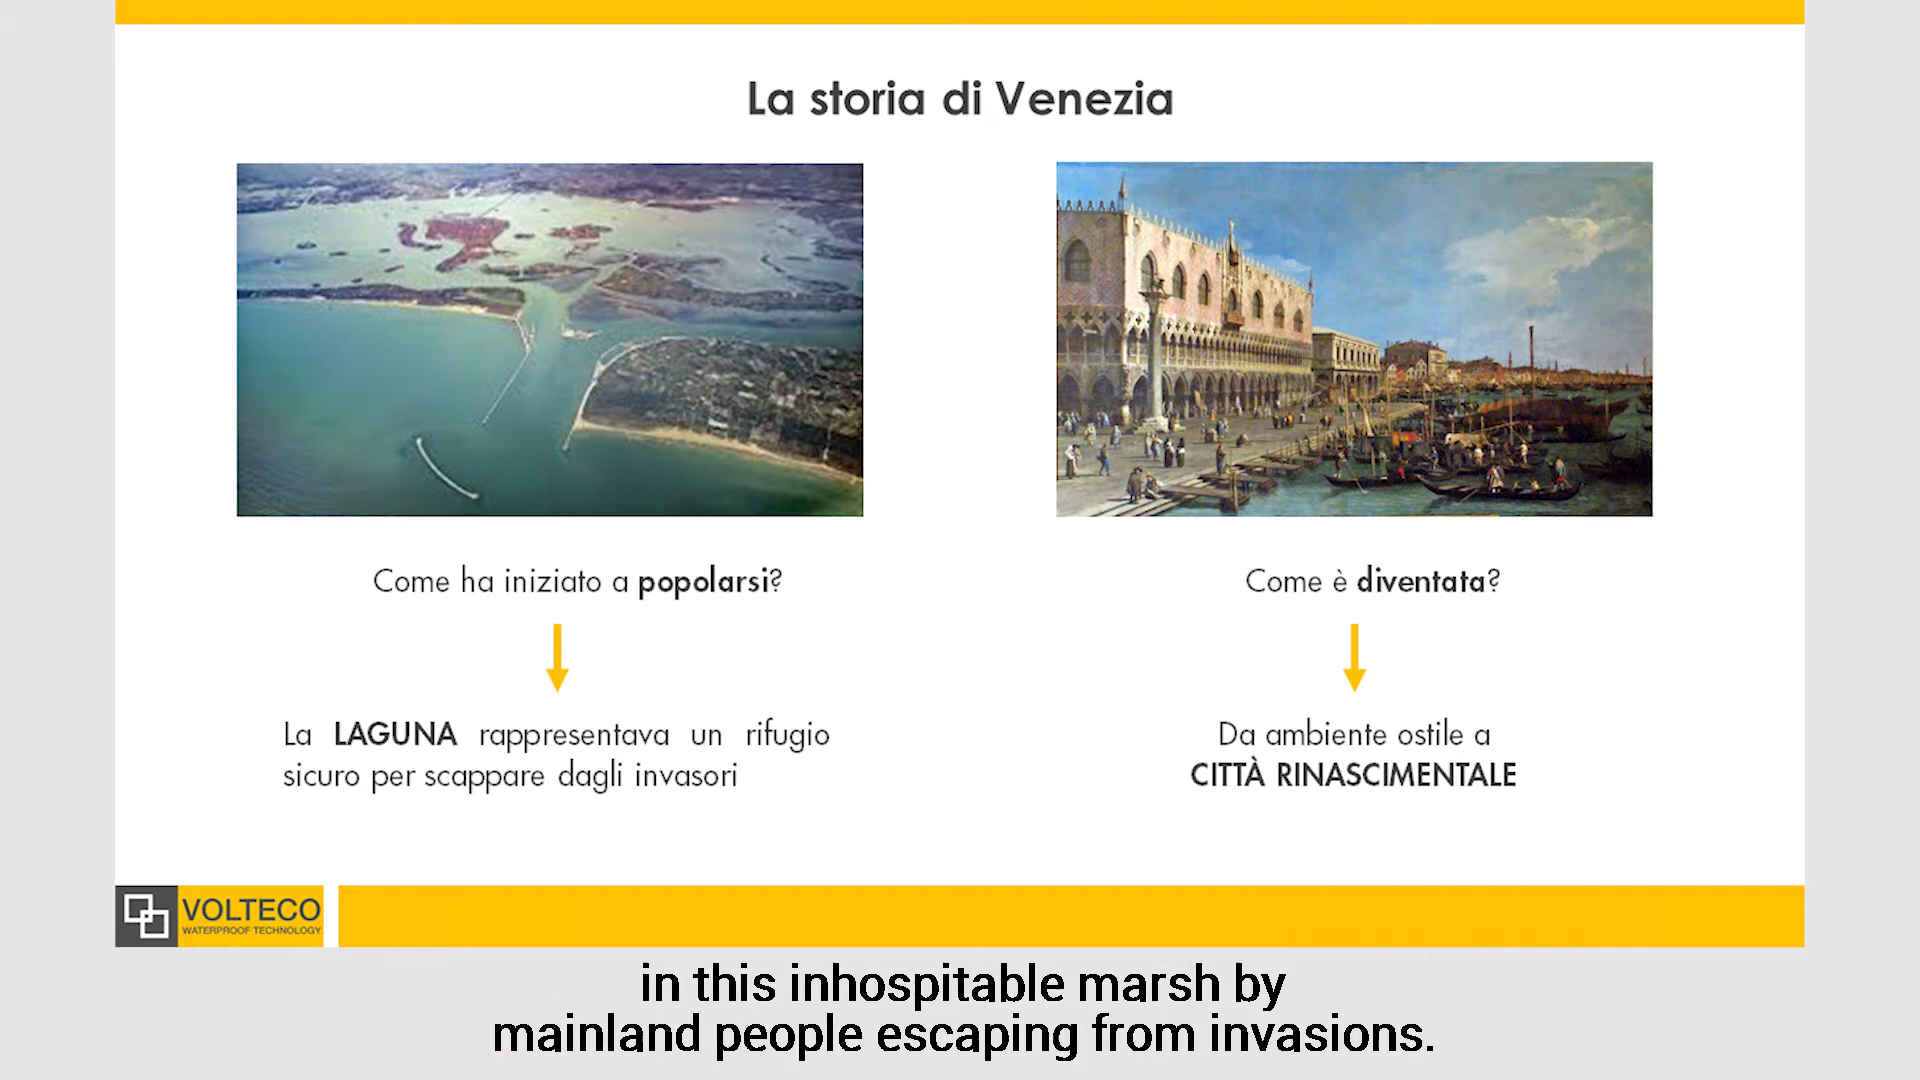 La storia di Venezia
Come ha iniziato a popolarsi?
La LAGUNA rappresentava un rifugio
sicuro per scappare dagli invasori
Come è diventata?
Da ambiente ostile a
CITTÀ RINASCIMENTALE
VOLTECO
WATERPROOF TECHNOLOGY
in this inhospitable marsh by
mainland people escaping from invasions.